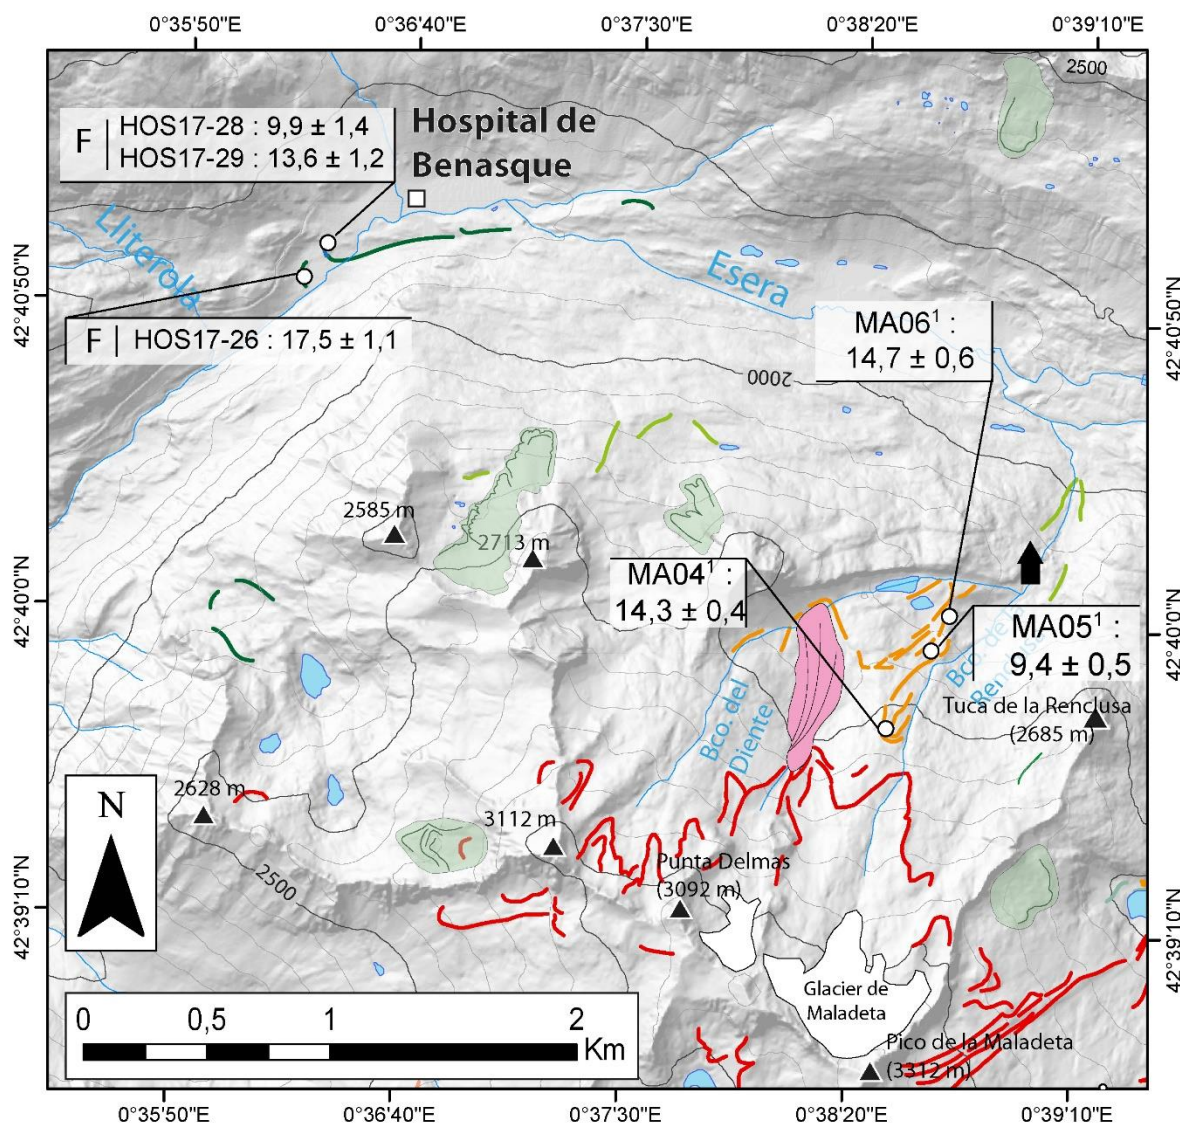 0°35'50"E
0°36'40"E
0°37'30"E
0°38'20"E
0°39'10"E
2500
F
HOS17-28 : 9,9 ± 1,4
HOS17-29 : 13,6 ± 1,2
Hospital de
Benasque
Lliterola
Esera
42°40'50"N
42°40'50"N
F
HOS17-26 : 17,5 ± 1,1
MA06¹ :
14,7 ± 0,6
2000
2585 m
2713 m
MA04¹ :
14,3 ± 0,4
42°40'0"N
42°40'0"N
MA05¹ :
9,4 ± 0,5
Bco. de la
Renclusa
Bco. del
Diente
Tuca de la Renclusa
(2685 m)
2628 m
3112 m
N
Punta Delmas
(3092 m)
2500
42°39'10"N
42°39'10"N
Glacier de
Maladeta
Pico de la Maladeta
(3312 m)
0
0,5
1
2
Km
0°35'50"E
0°36'40"E
0°37'30"E
0°38'20"E
0°39'10"E